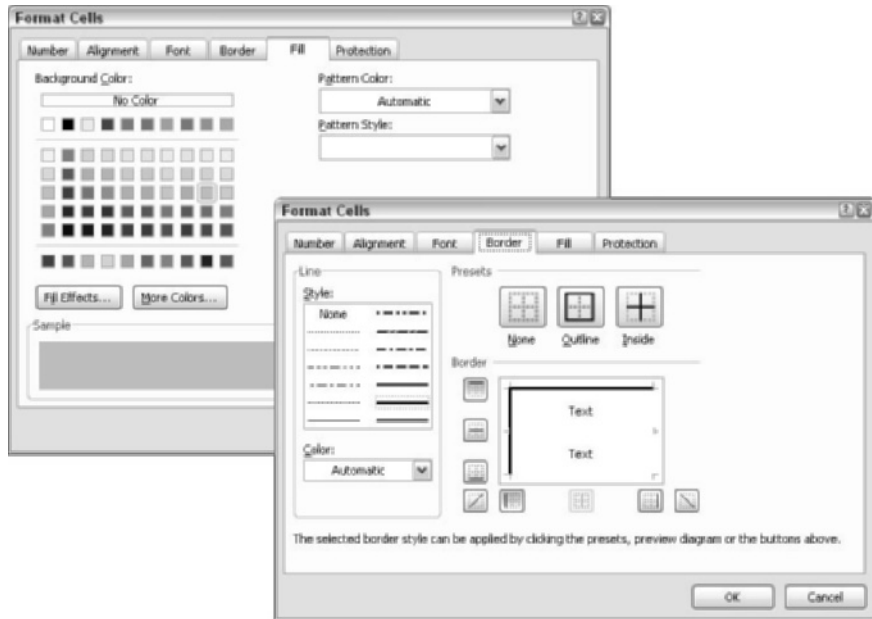 Format Cells
Number Alignment Font Border Fill Protection
Background Color:
No Color
Pattern Color:
Automatic
Pattern Style:
Fill Effects... More Colors...
Sample
Format Cells
Number Alignment Font Border Fill Protection
Line
Style:
None
Color:
Automatic
Presets
None Outline Inside
Border
Text
Text
The selected border style can be applied by clicking the presets, preview diagram or the buttons above.
OK Cancel